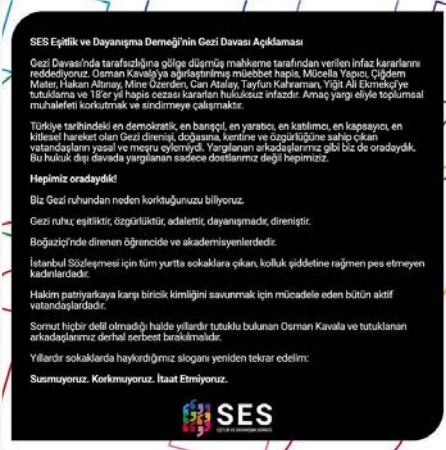 SES Eşitlik ve Dayanışma Derneği'nin Gezi Davası Açıklaması
Gezi Davası'nda tarafsızlığına gölge düşmüş mahkeme tarafından verilen infaz kararlarını
reddediyoruz. Osman Kavala'ya ağırlaştırılmış müebbet hapis, Mücella Yapıcı, Çiğdem
Mater, Hakan Altınay, Mine Özerden, Can Atalay, Tayfun Kahraman, Yiğit Ali Ekmekçi'ye
tutuklama ve 18'er yıl hapis cezası kararları hukuksuz infazdır. Amaç yargı eliyle toplumsal
muhalefeti korkutmak ve sindirmeye çalışmaktır.
Türkiye tarihindeki en demokratik, en barışçıl, en yaratıcı, en katılımcı, en kapsayıcı, en
kitlesel hareket olan Gezi direnişi, doğasına, kentine ve özgürlüğüne sahip çıkan
vatandaşların yasal ve meşru eylemiydi. Yargılanan arkadaşlarımız gibi biz de oradaydık.
Bu hukuk dışı davada yargılanan sadece dostlarımız değil hepimiziz.
Hepimiz oradaydık!
Biz Gezi ruhundan neden korktuğunuzu biliyoruz.
Gezi ruhu; eşitliktir, özgürlüktür, adalettir, dayanışmadır, direniştir.
Boğaziçi'nde direnen öğrencide ve akademisyenlerdedir.
İstanbul Sözleşmesi için tüm yurtta sokaklara çıkan, kolluk şiddetine rağmen pes etmeyen
kadınlardadır.
Hakim patriyarkaya karşı biricik kimliğini savunmak için mücadele eden bütün aktif
vatandaşlardadır.
Somut hiçbir delil olmadığı halde yıllardır tutuklu bulunan Osman Kavala ve tutuklanan
arkadaşlarımız derhal serbest bırakılmalıdır.
Yıllardır sokaklarda haykırdığımız sloganı yeniden tekrar edelim:
Susmuyoruz. Korkmuyoruz. İtaat Etmiyoruz.
SES
EŞİTLİK VE DAYANIŞMA DERNEĞİ